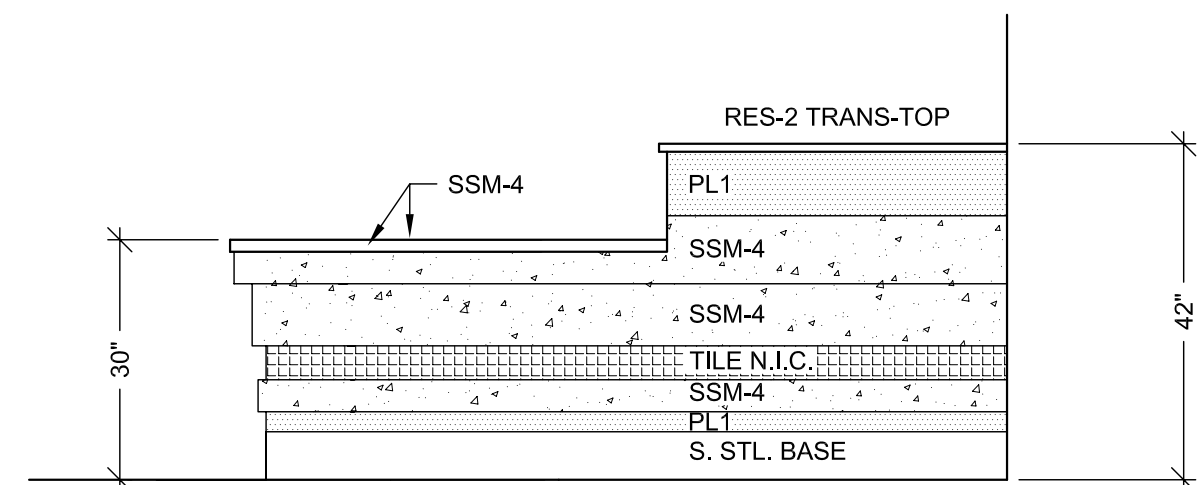 RES-2 TRANS-TOP
PL1
SSM-4
SSM-4
SSM-4
TILE N.I.C.
SSM-4
PL1
S. STL. BASE
30"
42"